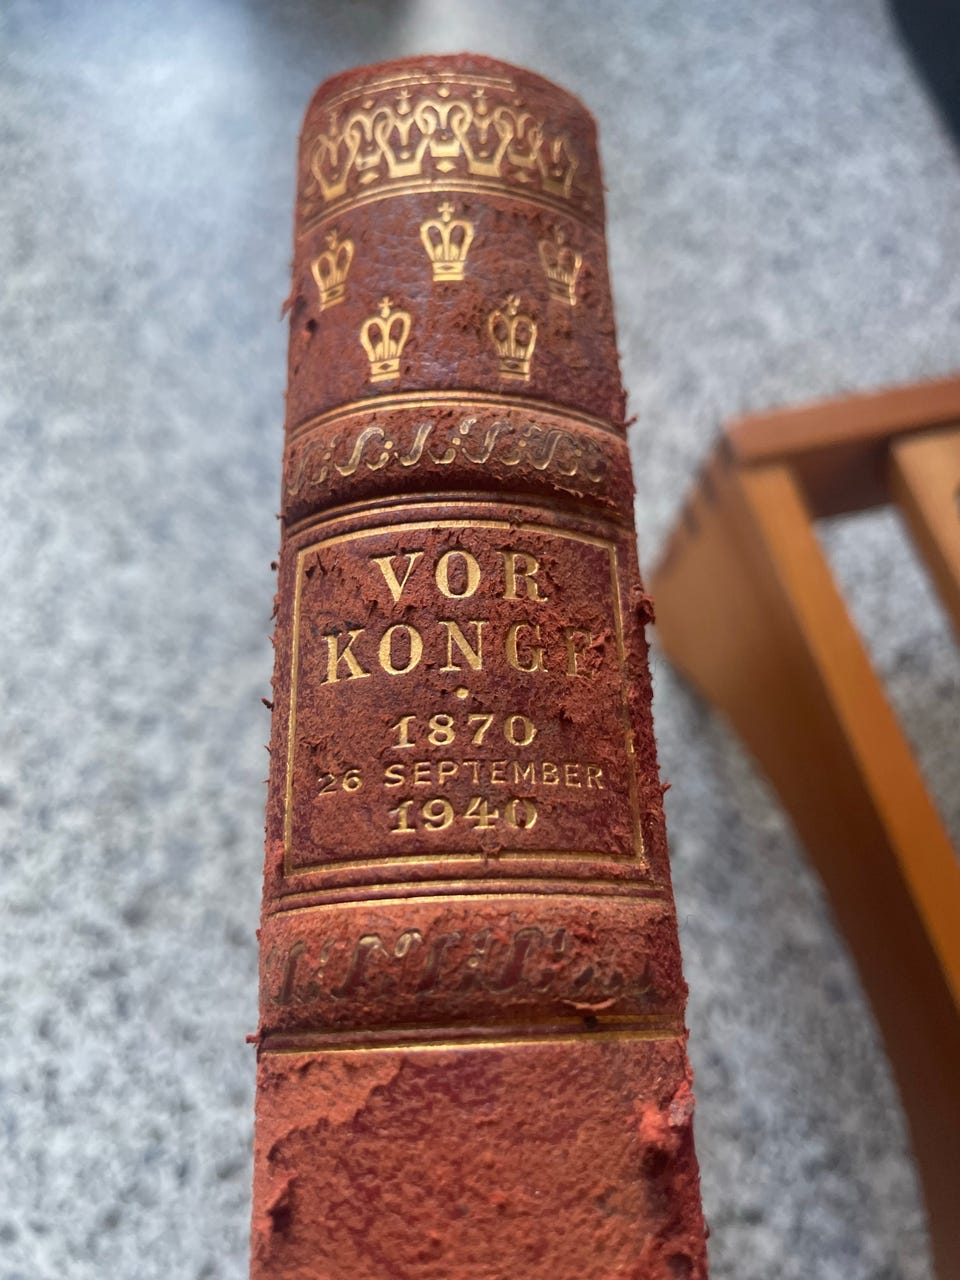 VOR
KONGE
1870
26 SEPTEMBER
1940